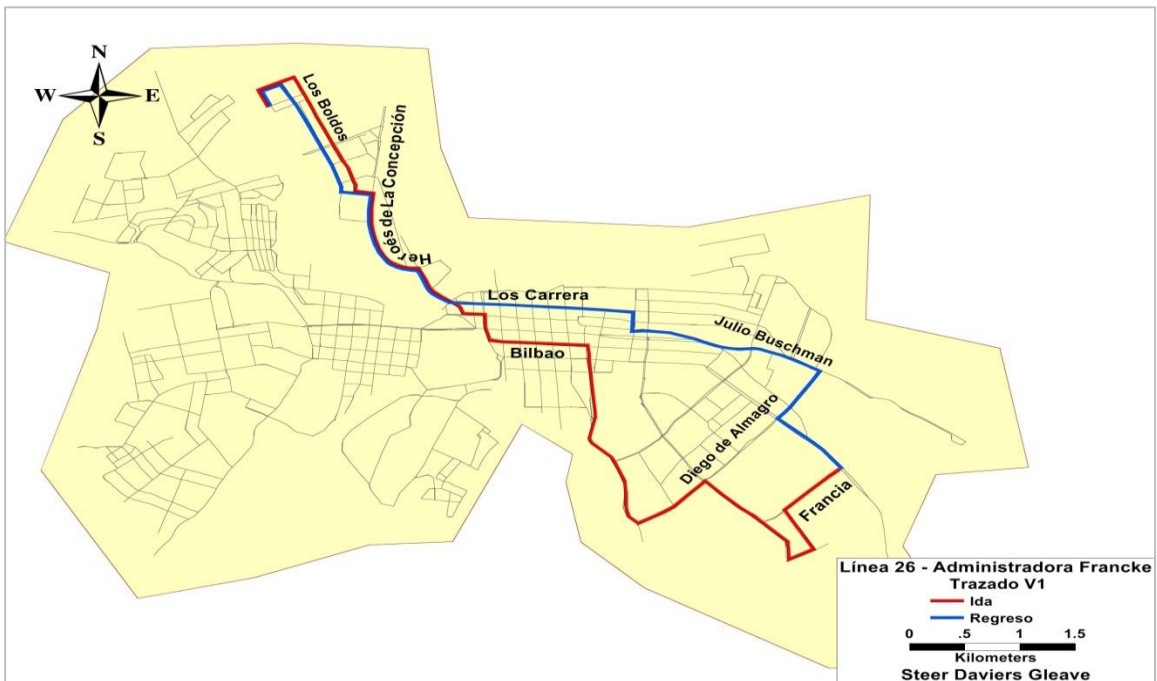 N
W
E
S
Los Boldos
Heroés de La Concepción
Los Carrera
Julio Buschman
Bilbao
Diego de Almagro
Francia
Línea 26 - Administradora Francke
Trazado V1
Ida
Regreso
0 .5 1 1.5
Kilometers
Steer Daviers Gleave